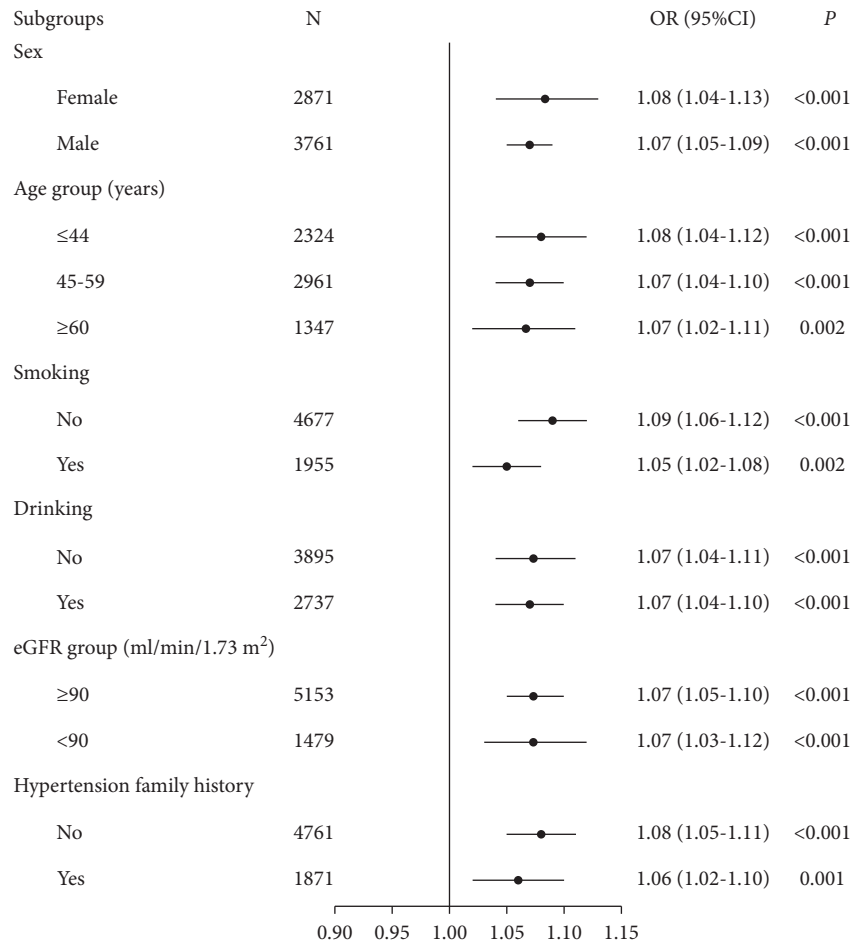 Subgroups N OR (95%CI) P
Sex
Female 2871 1.08 (1.04-1.13) <0.001
Male 3761 1.07 (1.05-1.09) <0.001
Age group (years)
≤44 2324 1.08 (1.04-1.12) <0.001
45-59 2961 1.07 (1.04-1.10) <0.001
≥60 1347 1.07 (1.02-1.11) 0.002
Smoking
No 4677 1.09 (1.06-1.12) <0.001
Yes 1955 1.05 (1.02-1.08) 0.002
Drinking
No 3895 1.07 (1.04-1.11) <0.001
Yes 2737 1.07 (1.04-1.10) <0.001
eGFR group (ml/min/1.73 m²)
≥90 5153 1.07 (1.05-1.10) <0.001
<90 1479 1.07 (1.03-1.12) <0.001
Hypertension family history
No 4761 1.08 (1.05-1.11) <0.001
Yes 1871 1.06 (1.02-1.10) 0.001
0.90 0.95 1.00 1.05 1.10 1.15